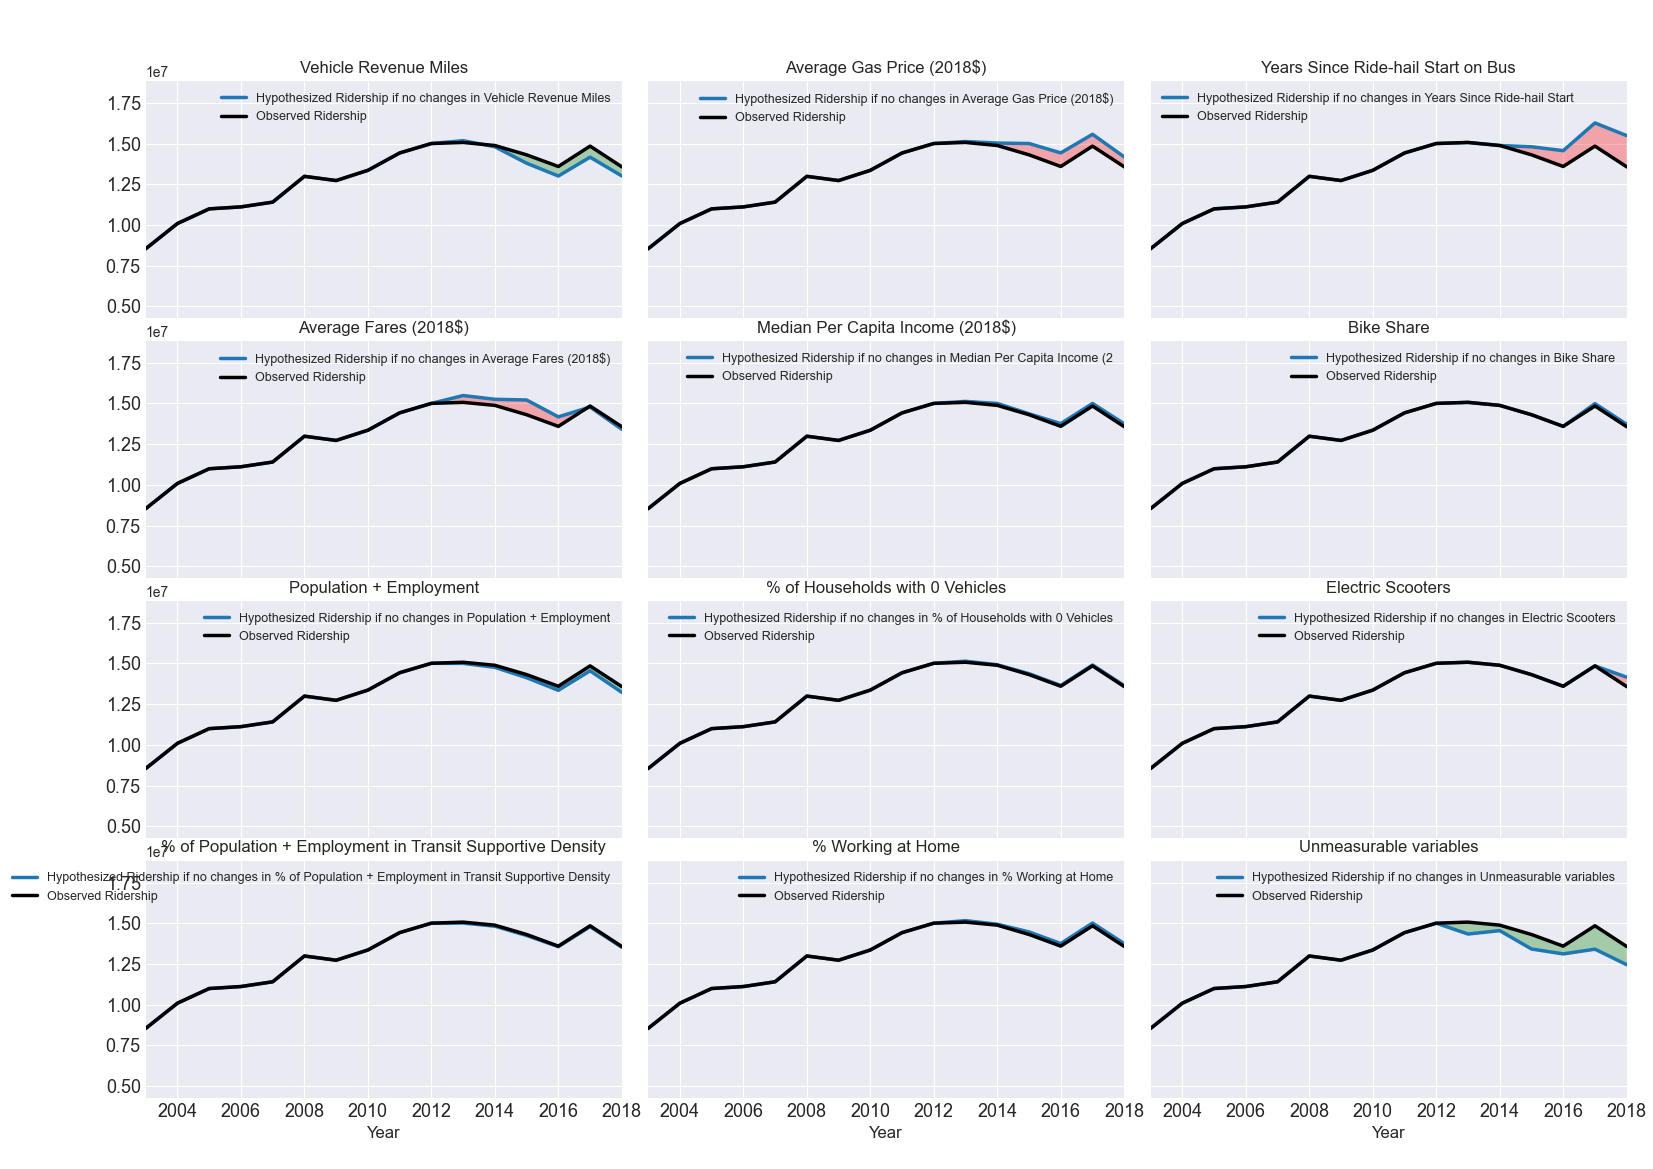 Vehicle Revenue Miles
1e7
Hypothesized Ridership if no changes in Vehicle Revenue Miles
Observed Ridership
1.75
1.50
1.25
1.00
0.75
0.50
Average Gas Price (2018$)
Hypothesized Ridership if no changes in Average Gas Price (2018$)
Observed Ridership
Years Since Ride-hail Start on Bus
Hypothesized Ridership if no changes in Years Since Ride-hail Start
Observed Ridership
Average Fares (2018$)
1e7
Hypothesized Ridership if no changes in Average Fares (2018$)
Observed Ridership
1.75
1.50
1.25
1.00
0.75
0.50
Median Per Capita Income (2018$)
Hypothesized Ridership if no changes in Median Per Capita Income (2
Observed Ridership
Bike Share
Hypothesized Ridership if no changes in Bike Share
Observed Ridership
Population + Employment
1e7
Hypothesized Ridership if no changes in Population + Employment
Observed Ridership
1.75
1.50
1.25
1.00
0.75
0.50
% of Households with 0 Vehicles
Hypothesized Ridership if no changes in % of Households with 0 Vehicles
Observed Ridership
Electric Scooters
Hypothesized Ridership if no changes in Electric Scooters
Observed Ridership
% of Population + Employment in Transit Supportive Density
1e7
Hypothesized Ridership if no changes in % of Population + Employment in Transit Supportive Density
Observed Ridership
1.75
1.50
1.25
1.00
0.75
0.50
2004 2006 2008 2010 2012 2014 2016 2018
Year
% Working at Home
Hypothesized Ridership if no changes in % Working at Home
Observed Ridership
2004 2006 2008 2010 2012 2014 2016 2018
Year
Unmeasurable variables
Hypothesized Ridership if no changes in Unmeasurable variables
Observed Ridership
2004 2006 2008 2010 2012 2014 2016 2018
Year